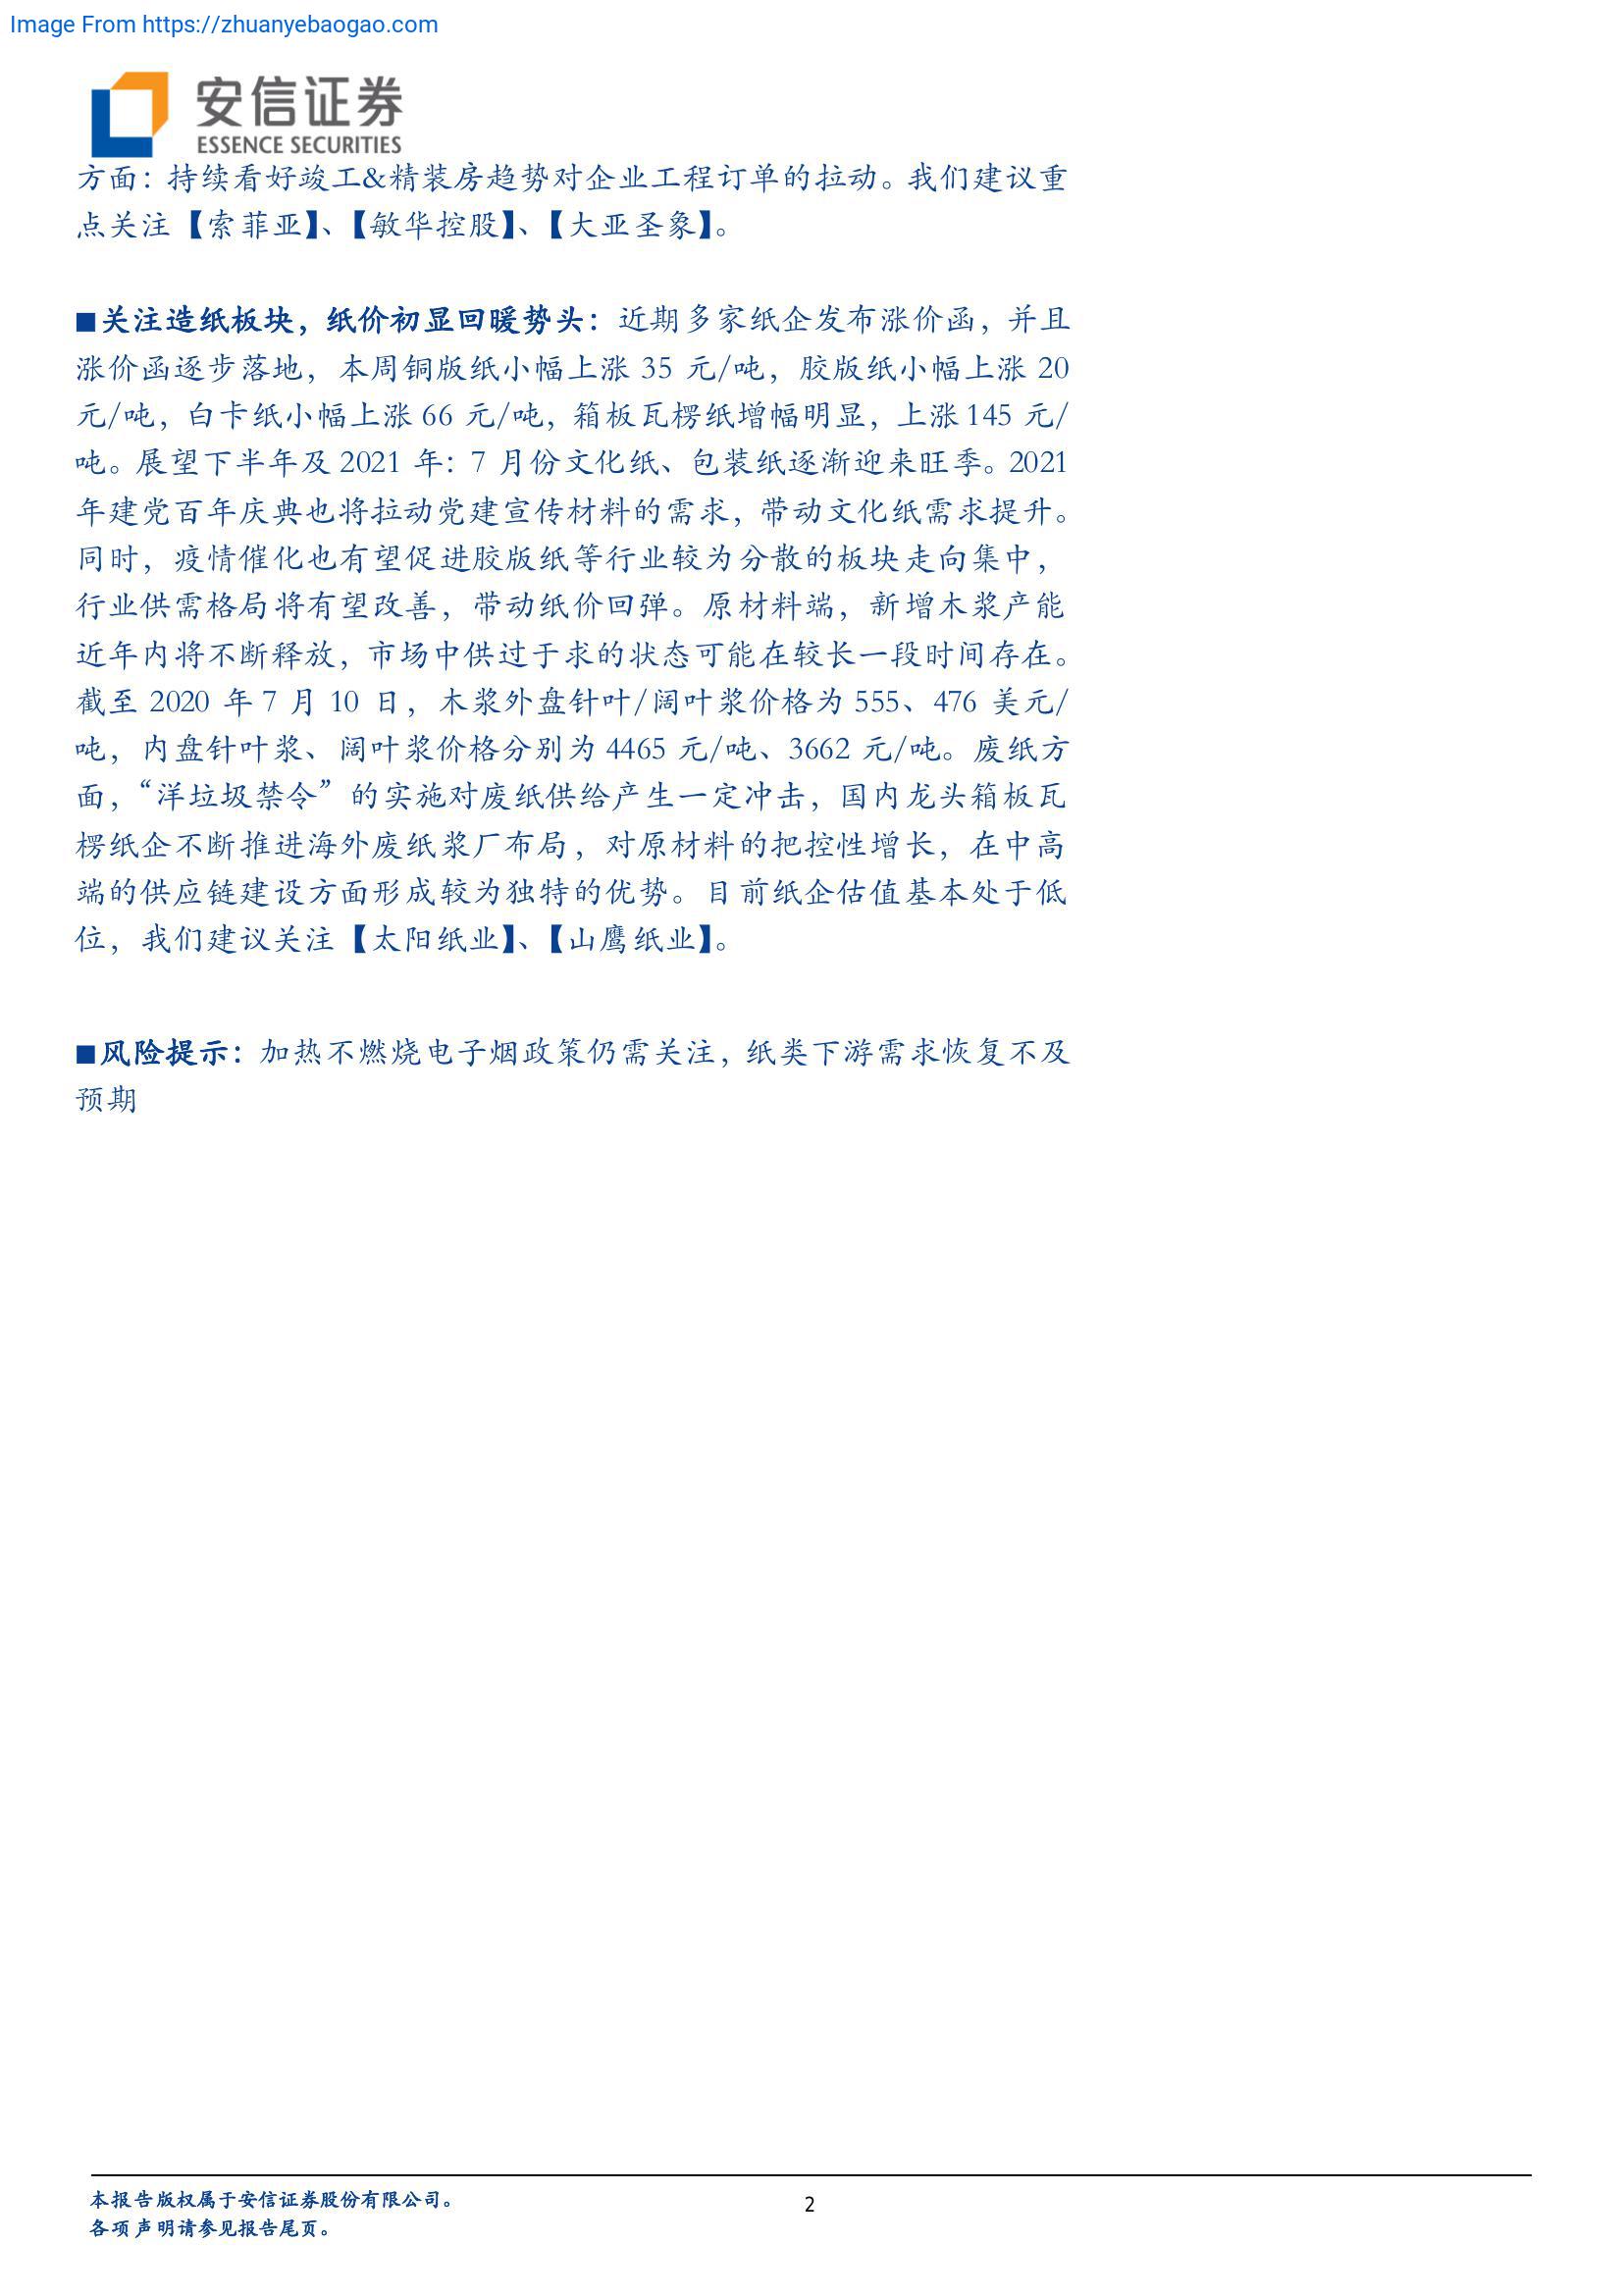 Image From https://zhuanyebaogao.com
安信证券
ESSENCE SECURITIES
方面：持续看好竣工&精装房趋势对企业工程订单的拉动。我们建议重
点关注【索菲亚】、【敏华控股】、【大亚圣象】。
■关注造纸板块，纸价初显回暖势头：近期多家纸企发布涨价函，并且
涨价函逐步落地，本周铜版纸小幅上涨 35 元/吨，胶版纸小幅上涨 20
元/吨，白卡纸小幅上涨 66 元/吨，箱板瓦楞纸增幅明显，上涨 145 元/
吨。展望下半年及 2021 年：7 月份文化纸、包装纸逐渐迎来旺季。2021
年建党百年庆典也将拉动党建宣传材料的需求，带动文化纸需求提升。
同时，疫情催化也有望促进胶版纸等行业较为分散的板块走向集中，
行业供需格局将有望改善，带动纸价回弹。原材料端，新增木浆产能
近年内将不断释放，市场中供过于求的状态可能在较长一段时间存在。
截至 2020 年 7 月 10 日，木浆外盘针叶/阔叶浆价格为 555、476 美元/
吨，内盘针叶浆、阔叶浆价格分别为 4465 元/吨、3662 元/吨。废纸方
面，“洋垃圾禁令”的实施对废纸供给产生一定冲击，国内龙头箱板瓦
楞纸企不断推进海外废纸浆厂布局，对原材料的把控性增长，在中高
端的供应链建设方面形成较为独特的优势。目前纸企估值基本处于低
位，我们建议关注【太阳纸业】、【山鹰纸业】。
■风险提示：加热不燃烧电子烟政策仍需关注，纸类下游需求恢复不及
预期
本报告版权属于安信证券股份有限公司。
2
各项声明请参见报告尾页。